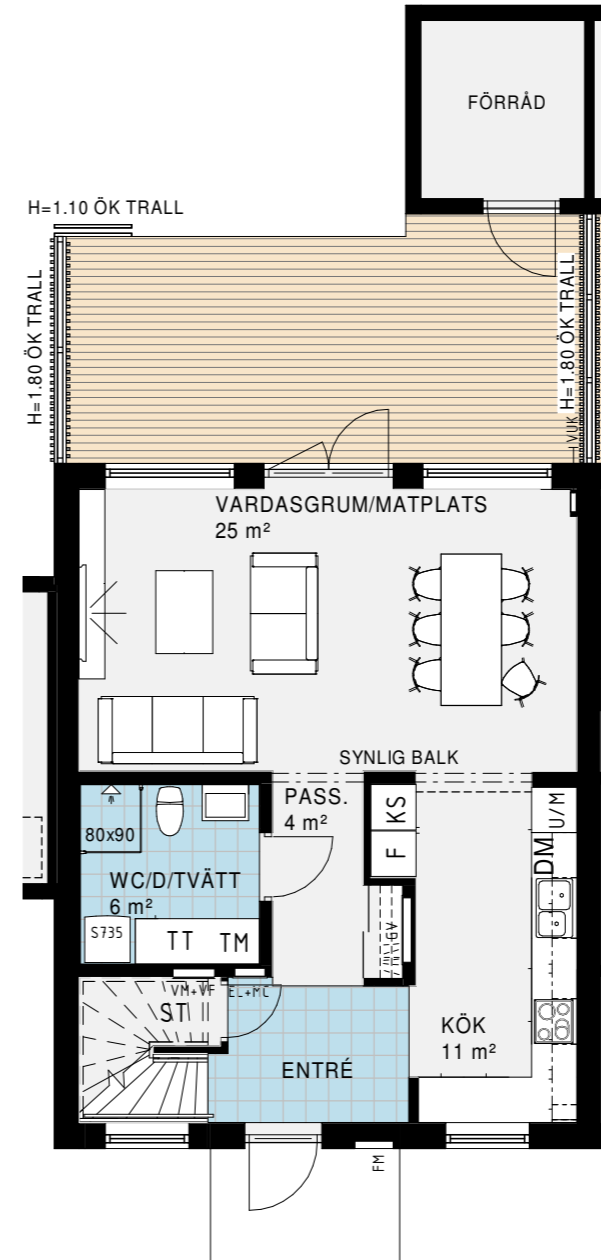 FÖRRÅD
H=1.10 ÖK TRALL
H=1.80 ÖK TRALL
H=1.80 ÖK TRALL
VUK
VARDASGRUM/MATPLATS
25 m²
SYNLIG BALK
PASS.
4 m²
KS
F
U/M
DM
80x90
WC/D/TVÄTT
6 m²
S735
TT TM
GV
VM+VF EL+MC
ST
ENTRÉ
KÖK
11 m²
FM